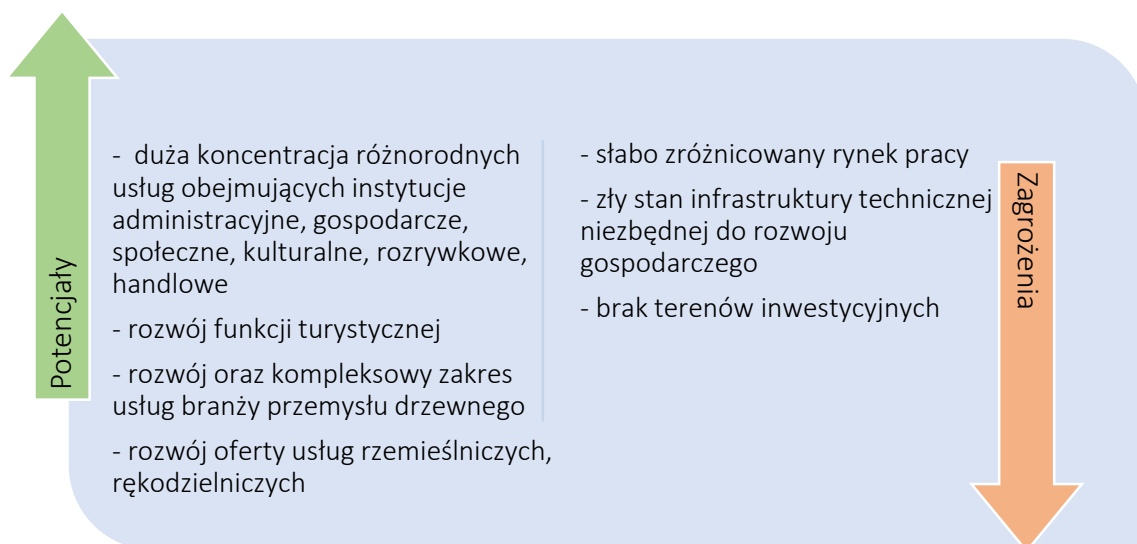 Potencjały
- duża koncentracja różnorodnych
usług obejmujących instytucje
administracyjne, gospodarcze,
społeczne, kulturalne, rozrywkowe,
handlowe
- rozwój funkcji turystycznej
- rozwój oraz kompleksowy zakres
usług branży przemysłu drzewnego
- rozwój oferty usług rzemieślniczych,
rękodzielniczych
- słabo zróżnicowany rynek pracy
- zły stan infrastruktury technicznej
niezbędnej do rozwoju
gospodarczego
- brak terenów inwestycyjnych
Zagrożenia